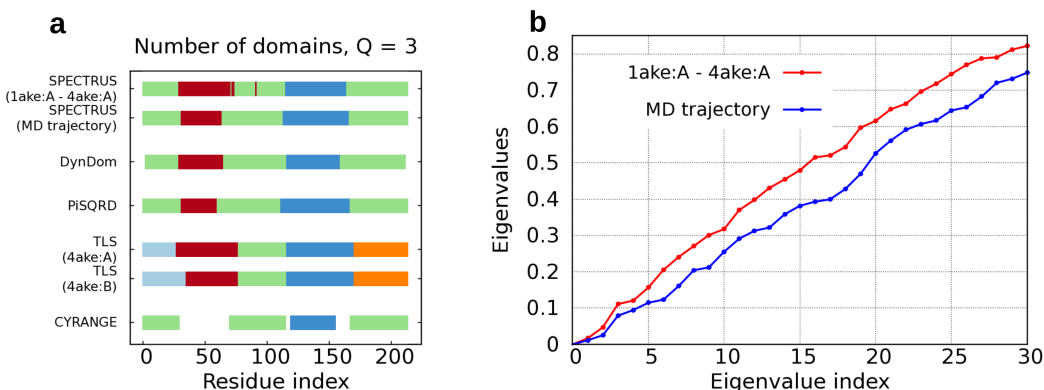 a
Number of domains, Q = 3
SPECTRUS
(1ake:A - 4ake:A)
SPECTRUS
(MD trajectory)
DynDom
PiSQRD
TLS
(4ake:A)
TLS
(4ake:B)
CYRANGE
0 50 100 150 200
Residue index
b
Eigenvalues
0.8
0.7
0.6
0.5
0.4
0.3
0.2
0.1
0
1ake:A - 4ake:A
MD trajectory
5 10 15 20 25 30
Eigenvalue index